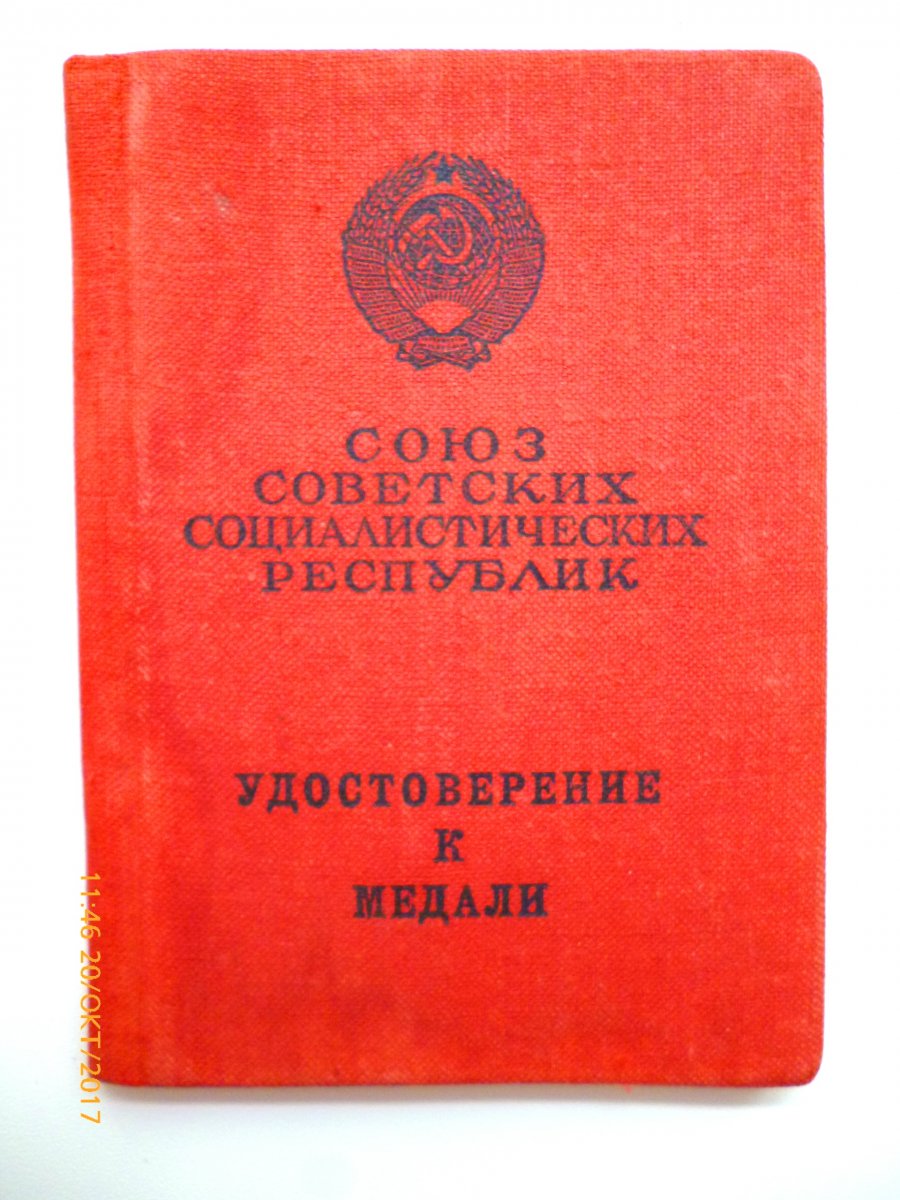 СОЮЗ
СОВЕТСКИХ
СОЦИАЛИСТИЧЕСКИХ
РЕСПУБЛИК
УДОСТОВЕРЕНИЕ
К
МЕДАЛИ
11:46 20/ОКТ/2017